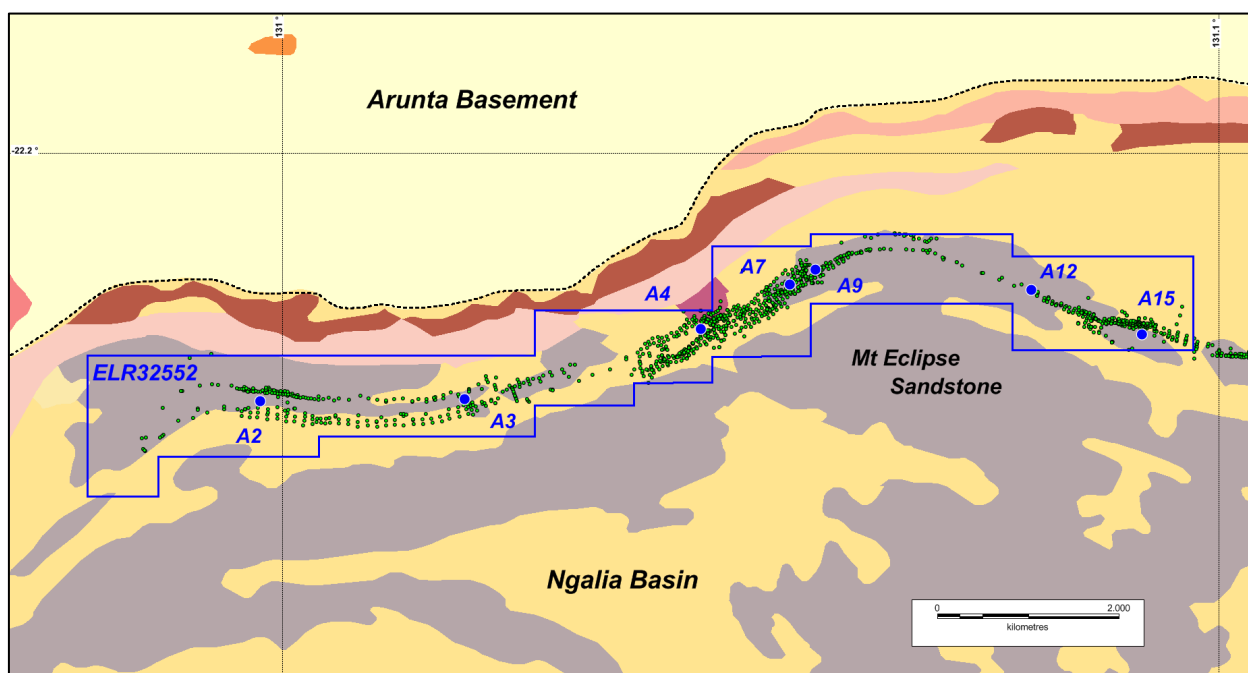 131 °
131.1 °
Arunta Basement
-22.2 °
A7
A12
A4
A9
A15
Mt Eclipse
Sandstone
ELR32552
A3
A2
Ngalia Basin
0
2.000
kilometres